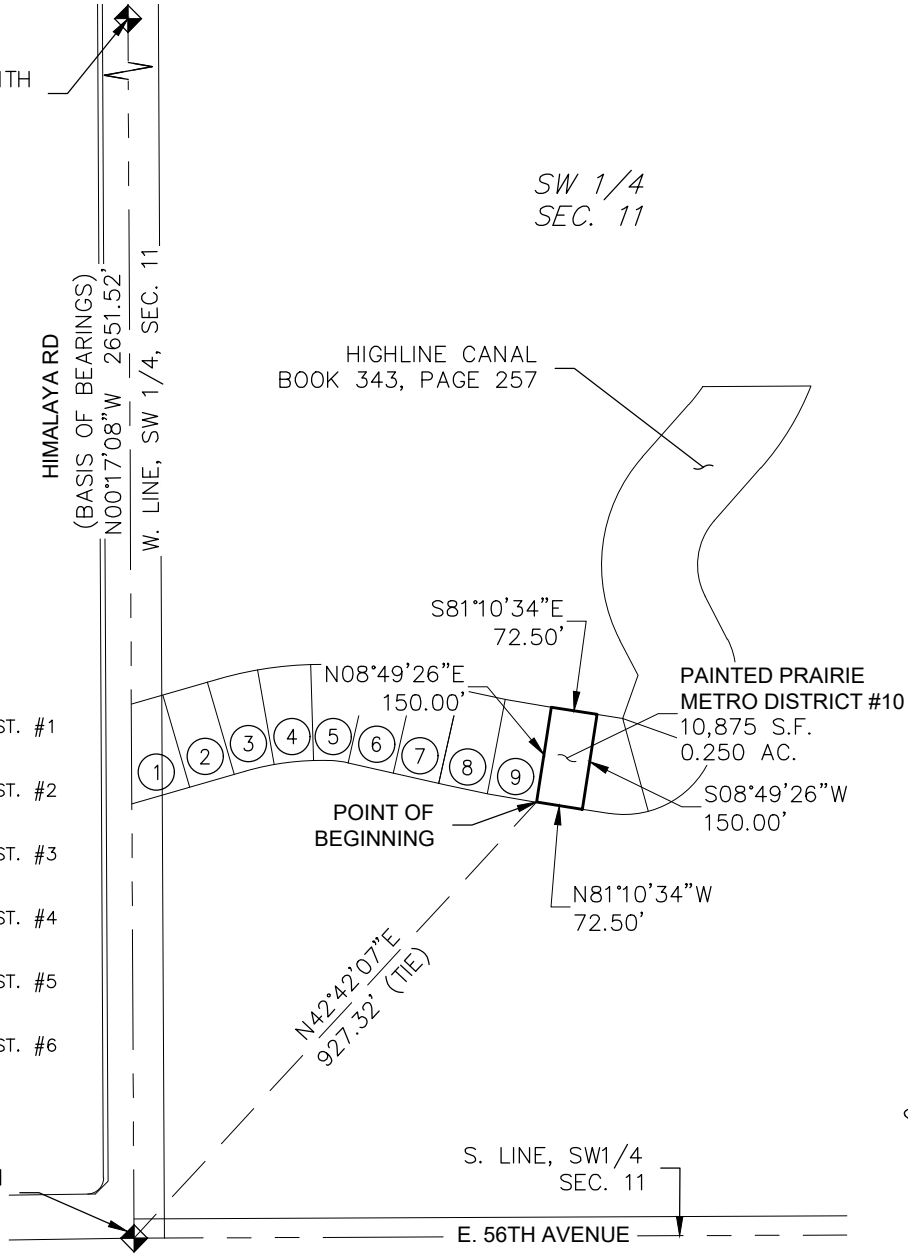 1TH
SW 1/4
SEC. 11
HIMALAYA RD
(BASIS OF BEARINGS)
N00°17'08"W 2651.52'
W. LINE, SW 1/4, SEC. 11
HIGHLINE CANAL
BOOK 343, PAGE 257
S81°10'34"E
72.50'
N08°49'26"E
150.00'
PAINTED PRAIRIE
METRO DISTRICT #10
10,875 S.F.
0.250 AC.
ST. #1
ST. #2
ST. #3
ST. #4
ST. #5
ST. #6
1
2
3
4
5
6
7
8
9
S08°49'26"W
150.00'
POINT OF
BEGINNING
N81°10'34"W
72.50'
N42°42'07"E
927.32' (TIE)
S. LINE, SW1/4
SEC. 11
E. 56TH AVENUE